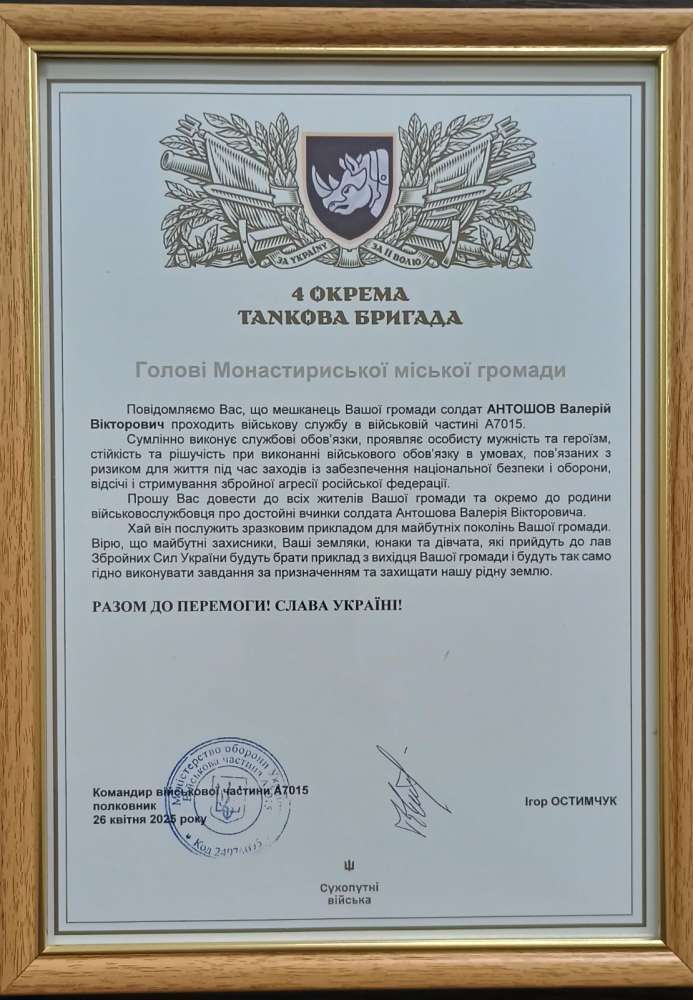 ЗА УКРАЇНУ
ЗА ЇЇ ВОЛЮ
4 ОКРЕМА
ТАНКОВА БРИГАДА
Голові Монастириської міської громади
Повідомляємо Вас, що мешканець Вашої громади солдат АНТОШОВ Валерій
Вікторович проходить військову службу в військовій частині А7015.
Сумлінно виконує службові обов’язки, проявляє особисту мужність та героїзм,
стійкість та рішучість при виконанні військового обов’язку в умовах, пов’язаних з
ризиком для життя під час заходів із забезпечення національної безпеки і оборони,
відсічі і стримування збройної агресії російської федерації.
Прошу Вас довести до всіх жителів Вашої громади та окремо до родини
військовослужбовця про достойні вчинки солдата Антошова Валерія Вікторовича.
Хай він послужить зразковим прикладом для майбутніх поколінь Вашої громади.
Вірю, що майбутні захисники, Ваші земляки, юнаки та дівчата, які прийдуть до лав
Збройних Сил України будуть брати приклад з вихідця Вашої громади і будуть так само
гідно виконувати завдання за призначенням та захищати нашу рідну землю.
РАЗОМ ДО ПЕРЕМОГИ! СЛАВА УКРАЇНІ!
Міністерство оборони
Військова частина
Код
Командир військової частини А7015
полковник
26 квітня 2025 року
Ігор ОСТИМЧУК
Сухопутні
війська